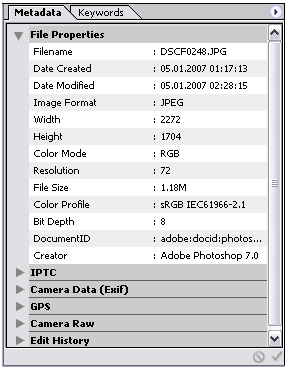 Metadata Keywords
File Properties
Filename : DSCF0248.JPG
Date Created : 05.01.2007 01:17:13
Date Modified : 05.01.2007 02:28:15
Image Format : JPEG
Width : 2272
Height : 1704
Color Mode : RGB
Resolution : 72
File Size : 1.18M
Color Profile : sRGB IEC61966-2.1
Bit Depth : 8
DocumentID : adobe:docid:photos...
Creator : Adobe Photoshop 7.0
IPTC
Camera Data (Exif)
GPS
Camera Raw
Edit History